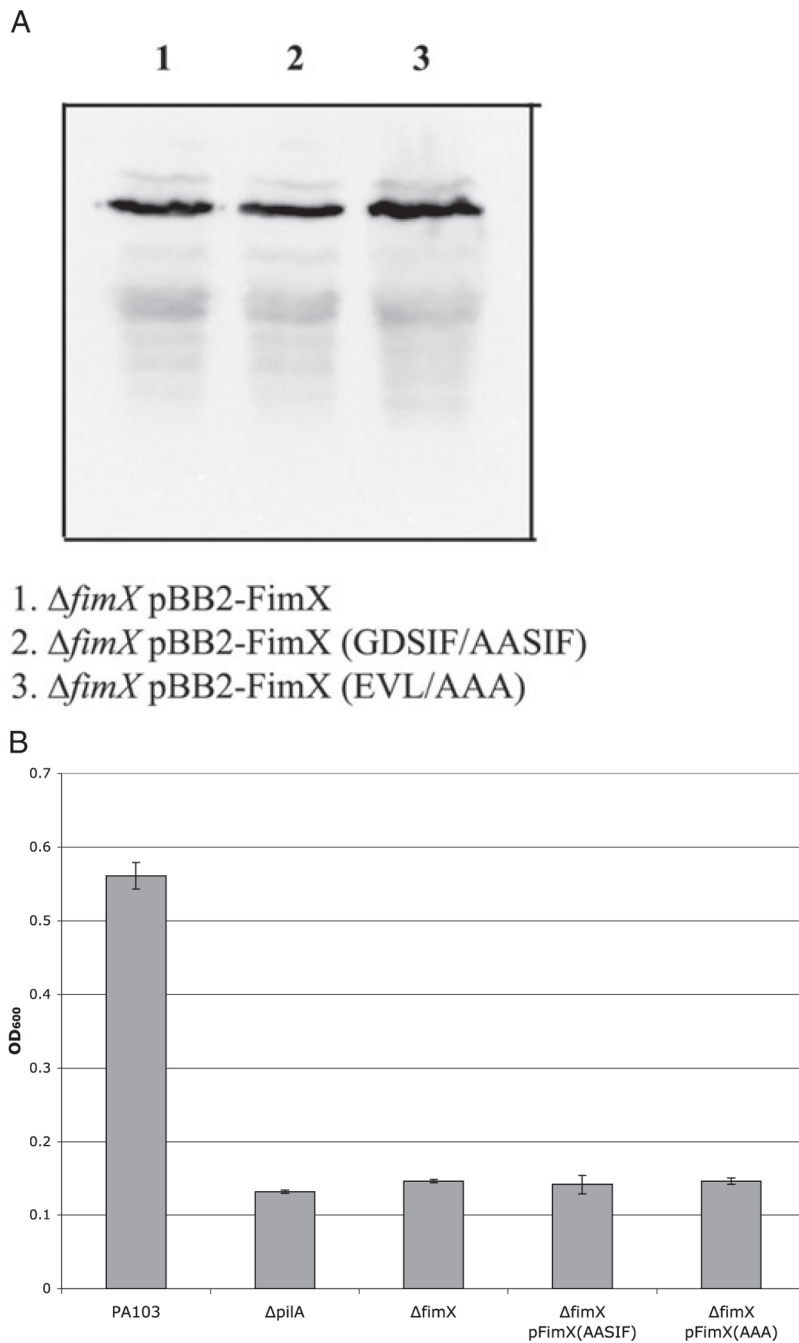 A
1 2 3
1. ΔfimX pBB2-FimX
2. ΔfimX pBB2-FimX (GDSIF/AASIF)
3. ΔfimX pBB2-FimX (EVL/AAA)
B
0.7
0.6
0.5
0.4
0.3
0.2
0.1
0
OD₆₀₀
PA103 ΔpilA ΔfimX ΔfimX ΔfimX
pFimX(AASIF) pFimX(AAA)